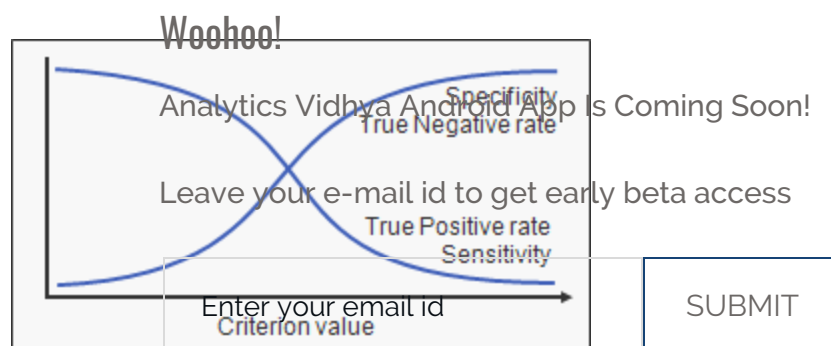 Woohoo!
Specificity
Analytics Vidhya Android App Is Coming Soon!
True Negative rate
Leave your e-mail id to get early beta access
True Positive rate
Sensitivity
Enter your email id
SUBMIT
Criterion value